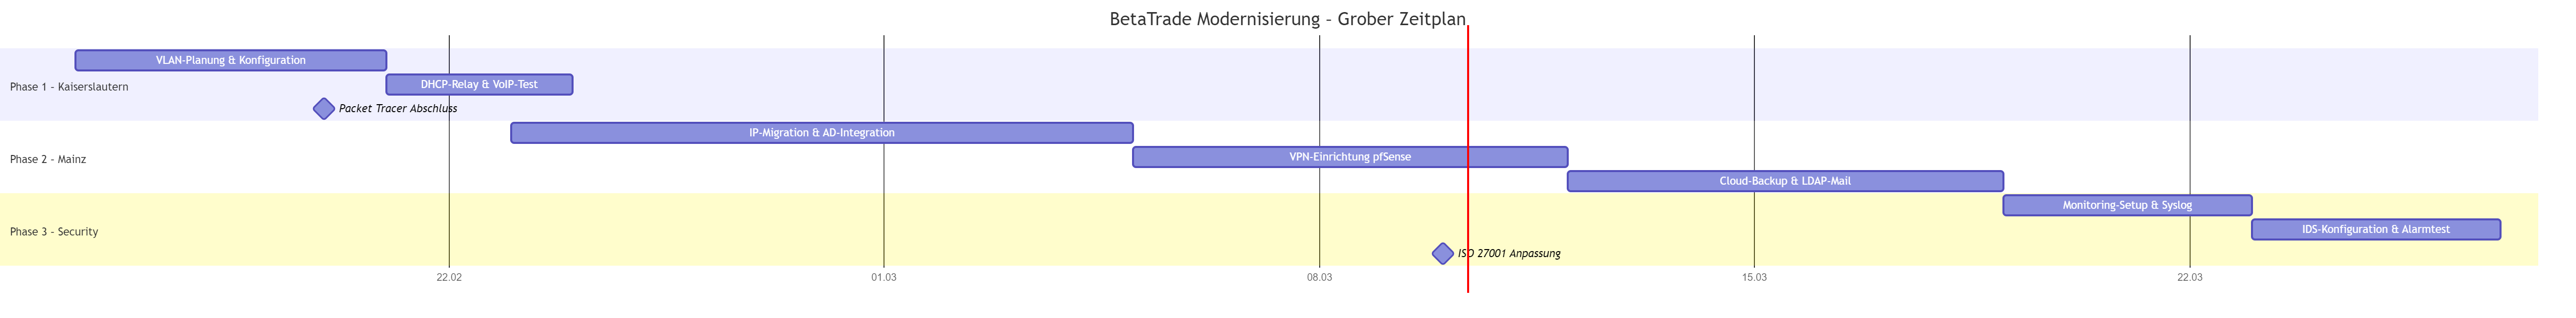 BetaTrade Modernisierung - Grober Zeitplan
VLAN-Planung & Konfiguration
DHCP-Relay & VoIP-Test
Phase 1 - Kaiserslautern
Packet Tracer Abschluss
IP-Migration & AD-Integration
Phase 2 - Mainz
VPN-Einrichtung pfSense
Cloud-Backup & LDAP-Mail
Monitoring-Setup & Syslog
Phase 3 - Security
IDS-Konfiguration & Alarmtest
ISO 27001 Anpassung
22.02
01.03
08.03
15.03
22.03